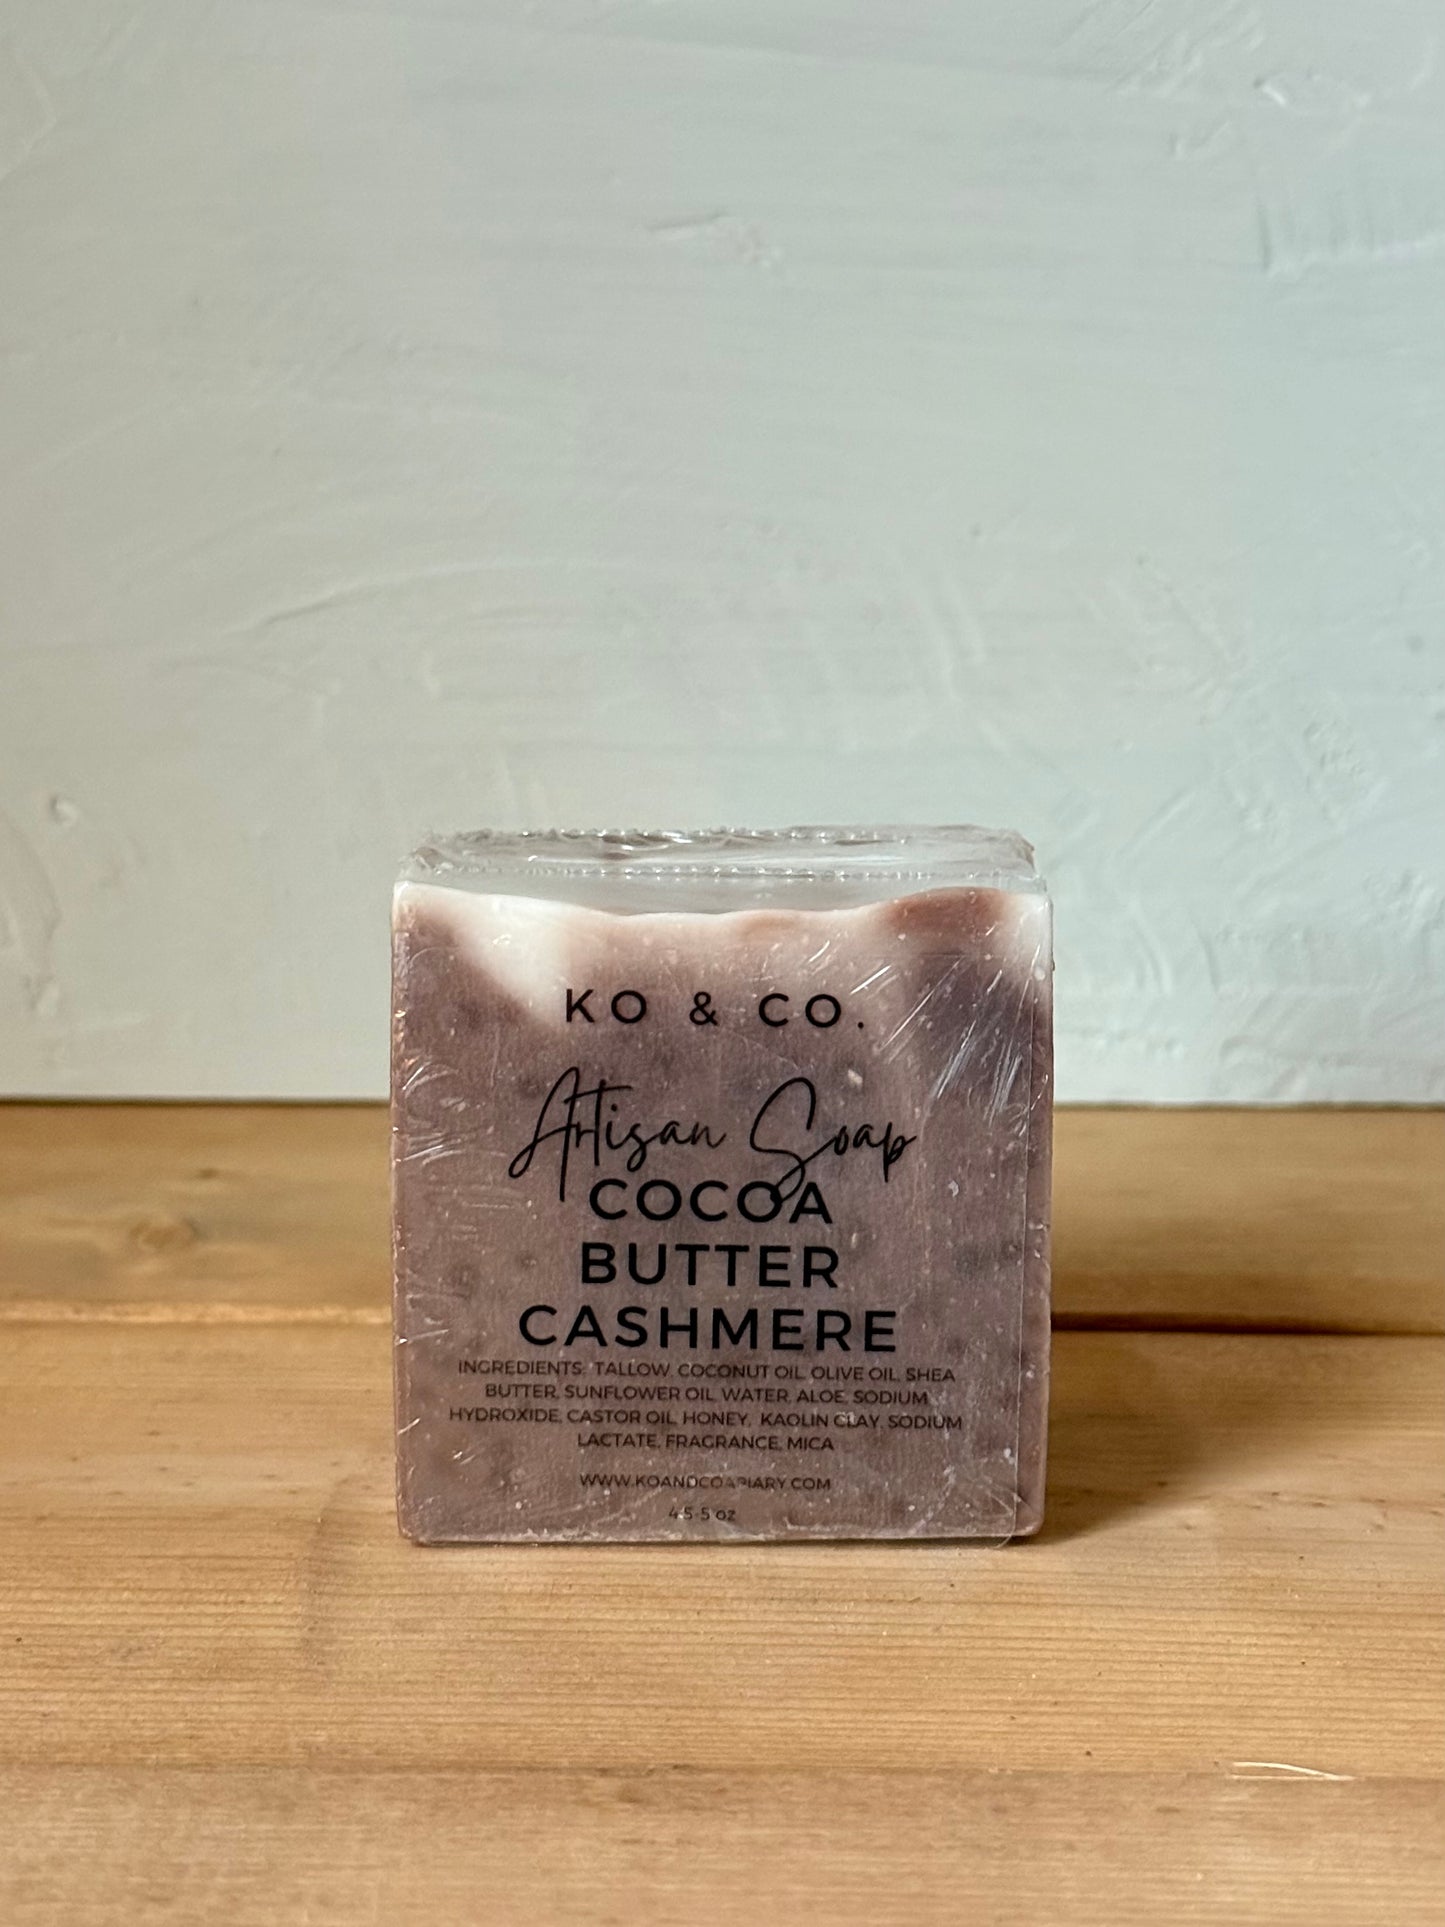 KO & CO.
Artisan Soap
COCOA
BUTTER
CASHMERE
INGREDIENTS: TALLOW, COCONUT OIL, OLIVE OIL, SHEA
BUTTER, SUNFLOWER OIL, WATER, ALOE, SODIUM
HYDROXIDE, CASTOR OIL, HONEY, KAOLIN CLAY, SODIUM
LACTATE, FRAGRANCE, MICA
WWW.KOANDCOAPIARY.COM
4.5-5 oz